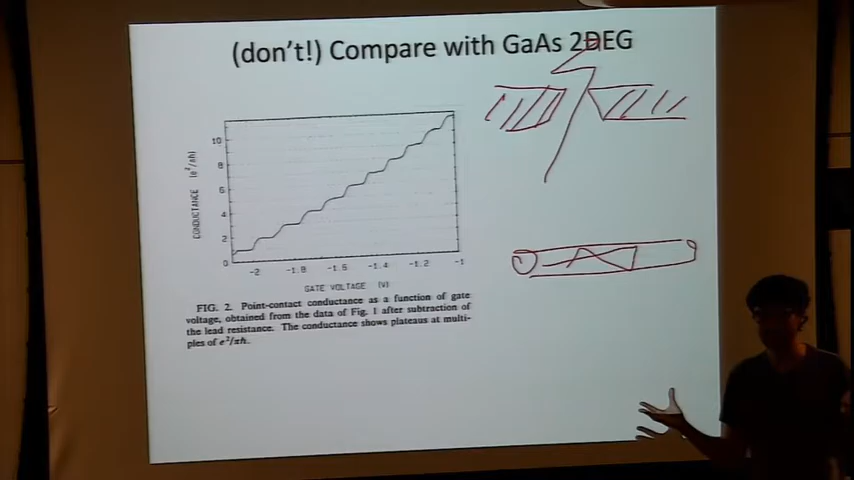 (don't!) Compare with GaAs 2DEG
10
8
6
4
2
0
CONDUCTANCE (e²/πħ)
-2 -1.8 -1.6 -1.4 -1.2 -1
GATE VOLTAGE (V)
FIG. 2. Point-contact conductance as a function of gate
voltage, obtained from the data of Fig. 1 after subtraction of
the lead resistance. The conductance shows plateaus at multi-
ples of e²/πħ.